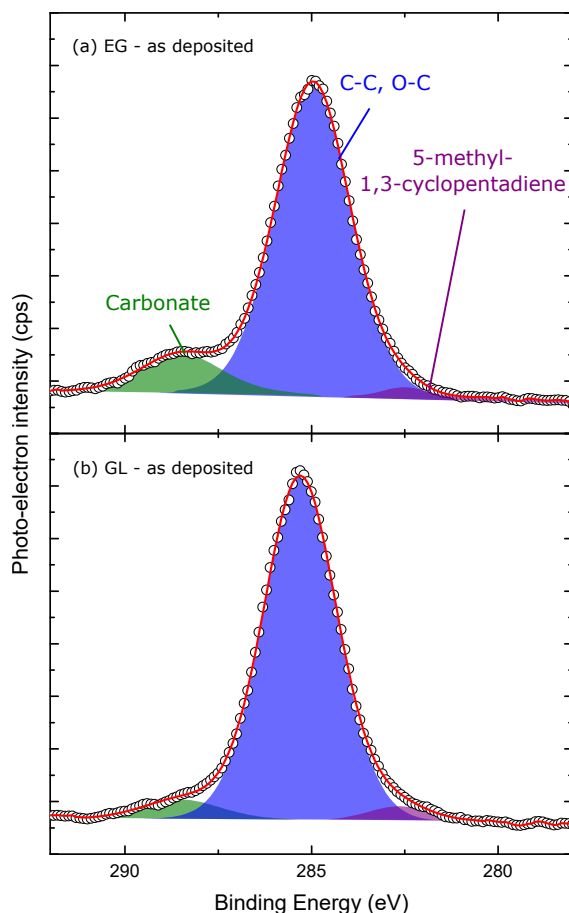 (a) EG - as deposited
C-C, O-C
5-methyl-
1,3-cyclopentadiene
Carbonate
Photo-electron intensity (cps)
(b) GL - as deposited
290
285
280
Binding Energy (eV)